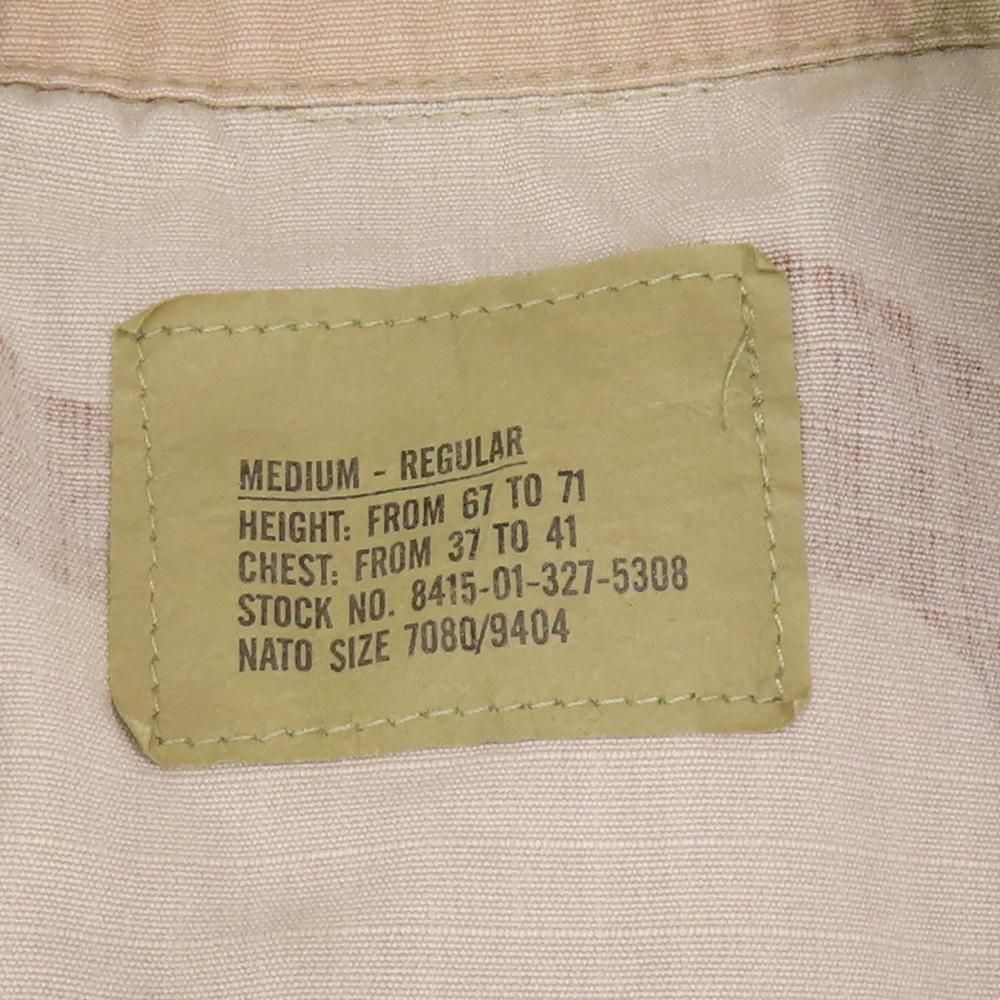 MEDIUM - REGULAR
HEIGHT: FROM 67 TO 71
CHEST: FROM 37 TO 41
STOCK NO. 8415-01-327-5308
NATO SIZE 7080/9404